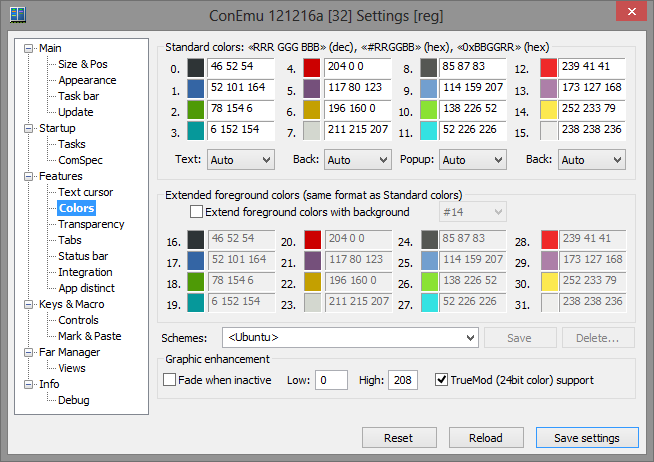 ConEmu 121216a [32] Settings [reg]
Main
Size & Pos
Appearance
Task bar
Update
Startup
Tasks
ComSpec
Features
Text cursor
Colors
Transparency
Tabs
Status bar
Integration
App distinct
Keys & Macro
Controls
Mark & Paste
Far Manager
Views
Info
Debug
Standard colors: «RRR GGG BBB» (dec), «#RRGGBB» (hex), «0xBBGGRR» (hex)
0. 46 52 54 4. 204 0 0 8. 85 87 83 12. 239 41 41
1. 52 101 164 5. 117 80 123 9. 114 159 207 13. 173 127 168
2. 78 154 6 6. 196 160 0 10. 138 226 52 14. 252 233 79
3. 6 152 154 7. 211 215 207 11. 52 226 226 15. 238 238 236
Text: Auto Back: Auto Popup: Auto Back: Auto
Extended foreground colors (same format as Standard colors)
Extend foreground colors with background #14
16. 46 52 54 20. 204 0 0 24. 85 87 83 28. 239 41 41
17. 52 101 164 21. 117 80 123 25. 114 159 207 29. 173 127 168
18. 78 154 6 22. 196 160 0 26. 138 226 52 30. 252 233 79
19. 6 152 154 23. 211 215 207 27. 52 226 226 31. 238 238 236
Schemes: <Ubuntu> Save Delete...
Graphic enhancement
Fade when inactive Low: 0 High: 208 TrueMod (24bit color) support
Reset Reload Save settings